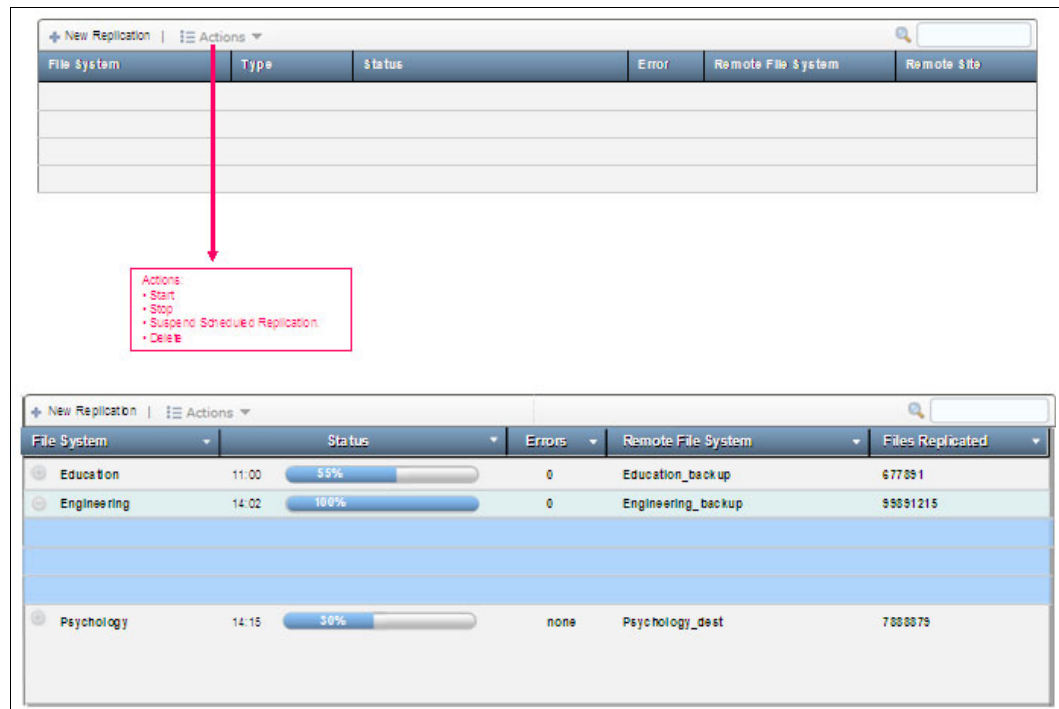 New Replication | Actions
File System Type Status Error Remote File System Remote Site
Actions:
• Start
• Stop
• Suspend Scheduled Replication.
• Delete
New Replication | Actions
File System Status Errors Remote File System Files Replicated
Education 11:00 55% 0 Education_backup 677891
Engineering 14:02 100% 0 Engineering_backup 99891215
Psychology 14:15 30% none Psychology_dest 7888879